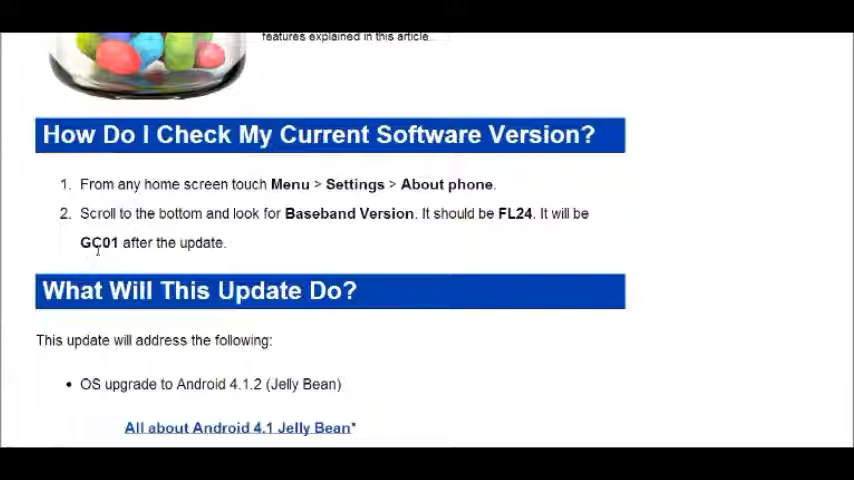 features explained in this article.
How Do I Check My Current Software Version?
1. From any home screen touch Menu > Settings > About phone.
2. Scroll to the bottom and look for Baseband Version. It should be FL24. It will be
GC01 after the update.
What Will This Update Do?
This update will address the following:
• OS upgrade to Android 4.1.2 (Jelly Bean)
All about Android 4.1 Jelly Bean*